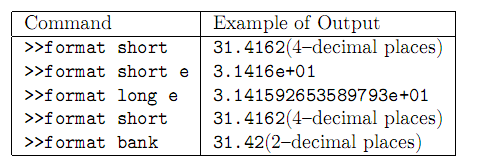 Command Example of Output
>>format short 31.4162(4–decimal places)
>>format short e 3.1416e+01
>>format long e 3.141592653589793e+01
>>format short 31.4162(4–decimal places)
>>format bank 31.42(2–decimal places)